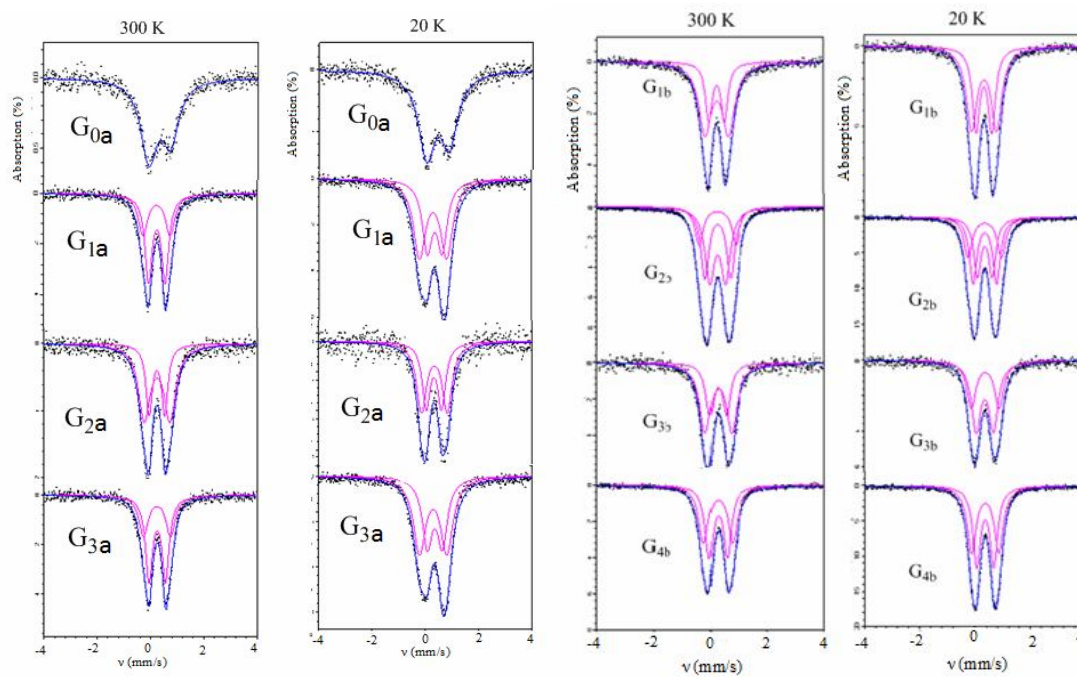 300 K
20 K
300 K
20 K
Absorption (%)
G0a
G1a
G2a
G3a
-4 -2 0 2 4
ν (mm/s)
Absorption (%)
G0a
G1a
G2a
G3a
-4 -2 0 2 4
ν (mm/s)
Absorption (%)
G1b
G2b
G3b
G4b
-4 -2 0 2 4
ν (mm/s)
Absorption (%)
G1b
G2b
G3b
G4b
-4 -2 0 2 4
ν (mm/s)